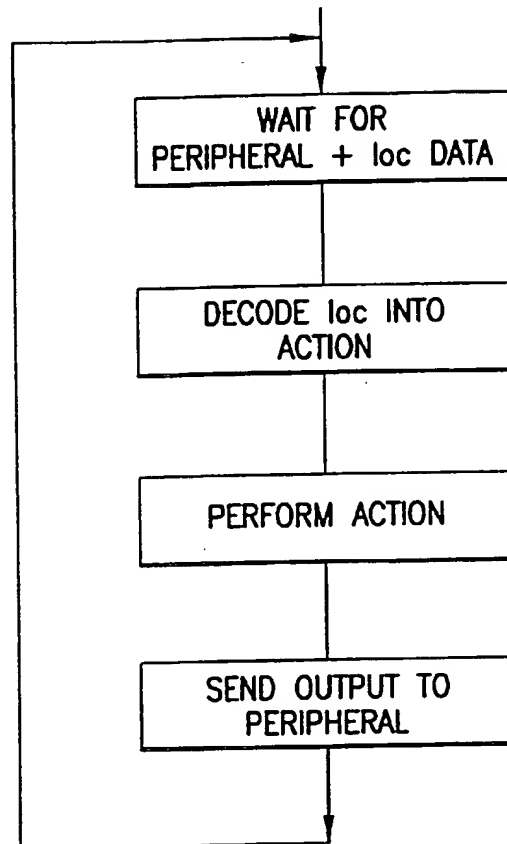 WAIT FOR
PERIPHERAL + loc DATA
DECODE loc INTO
ACTION
PERFORM ACTION
SEND OUTPUT TO
PERIPHERAL